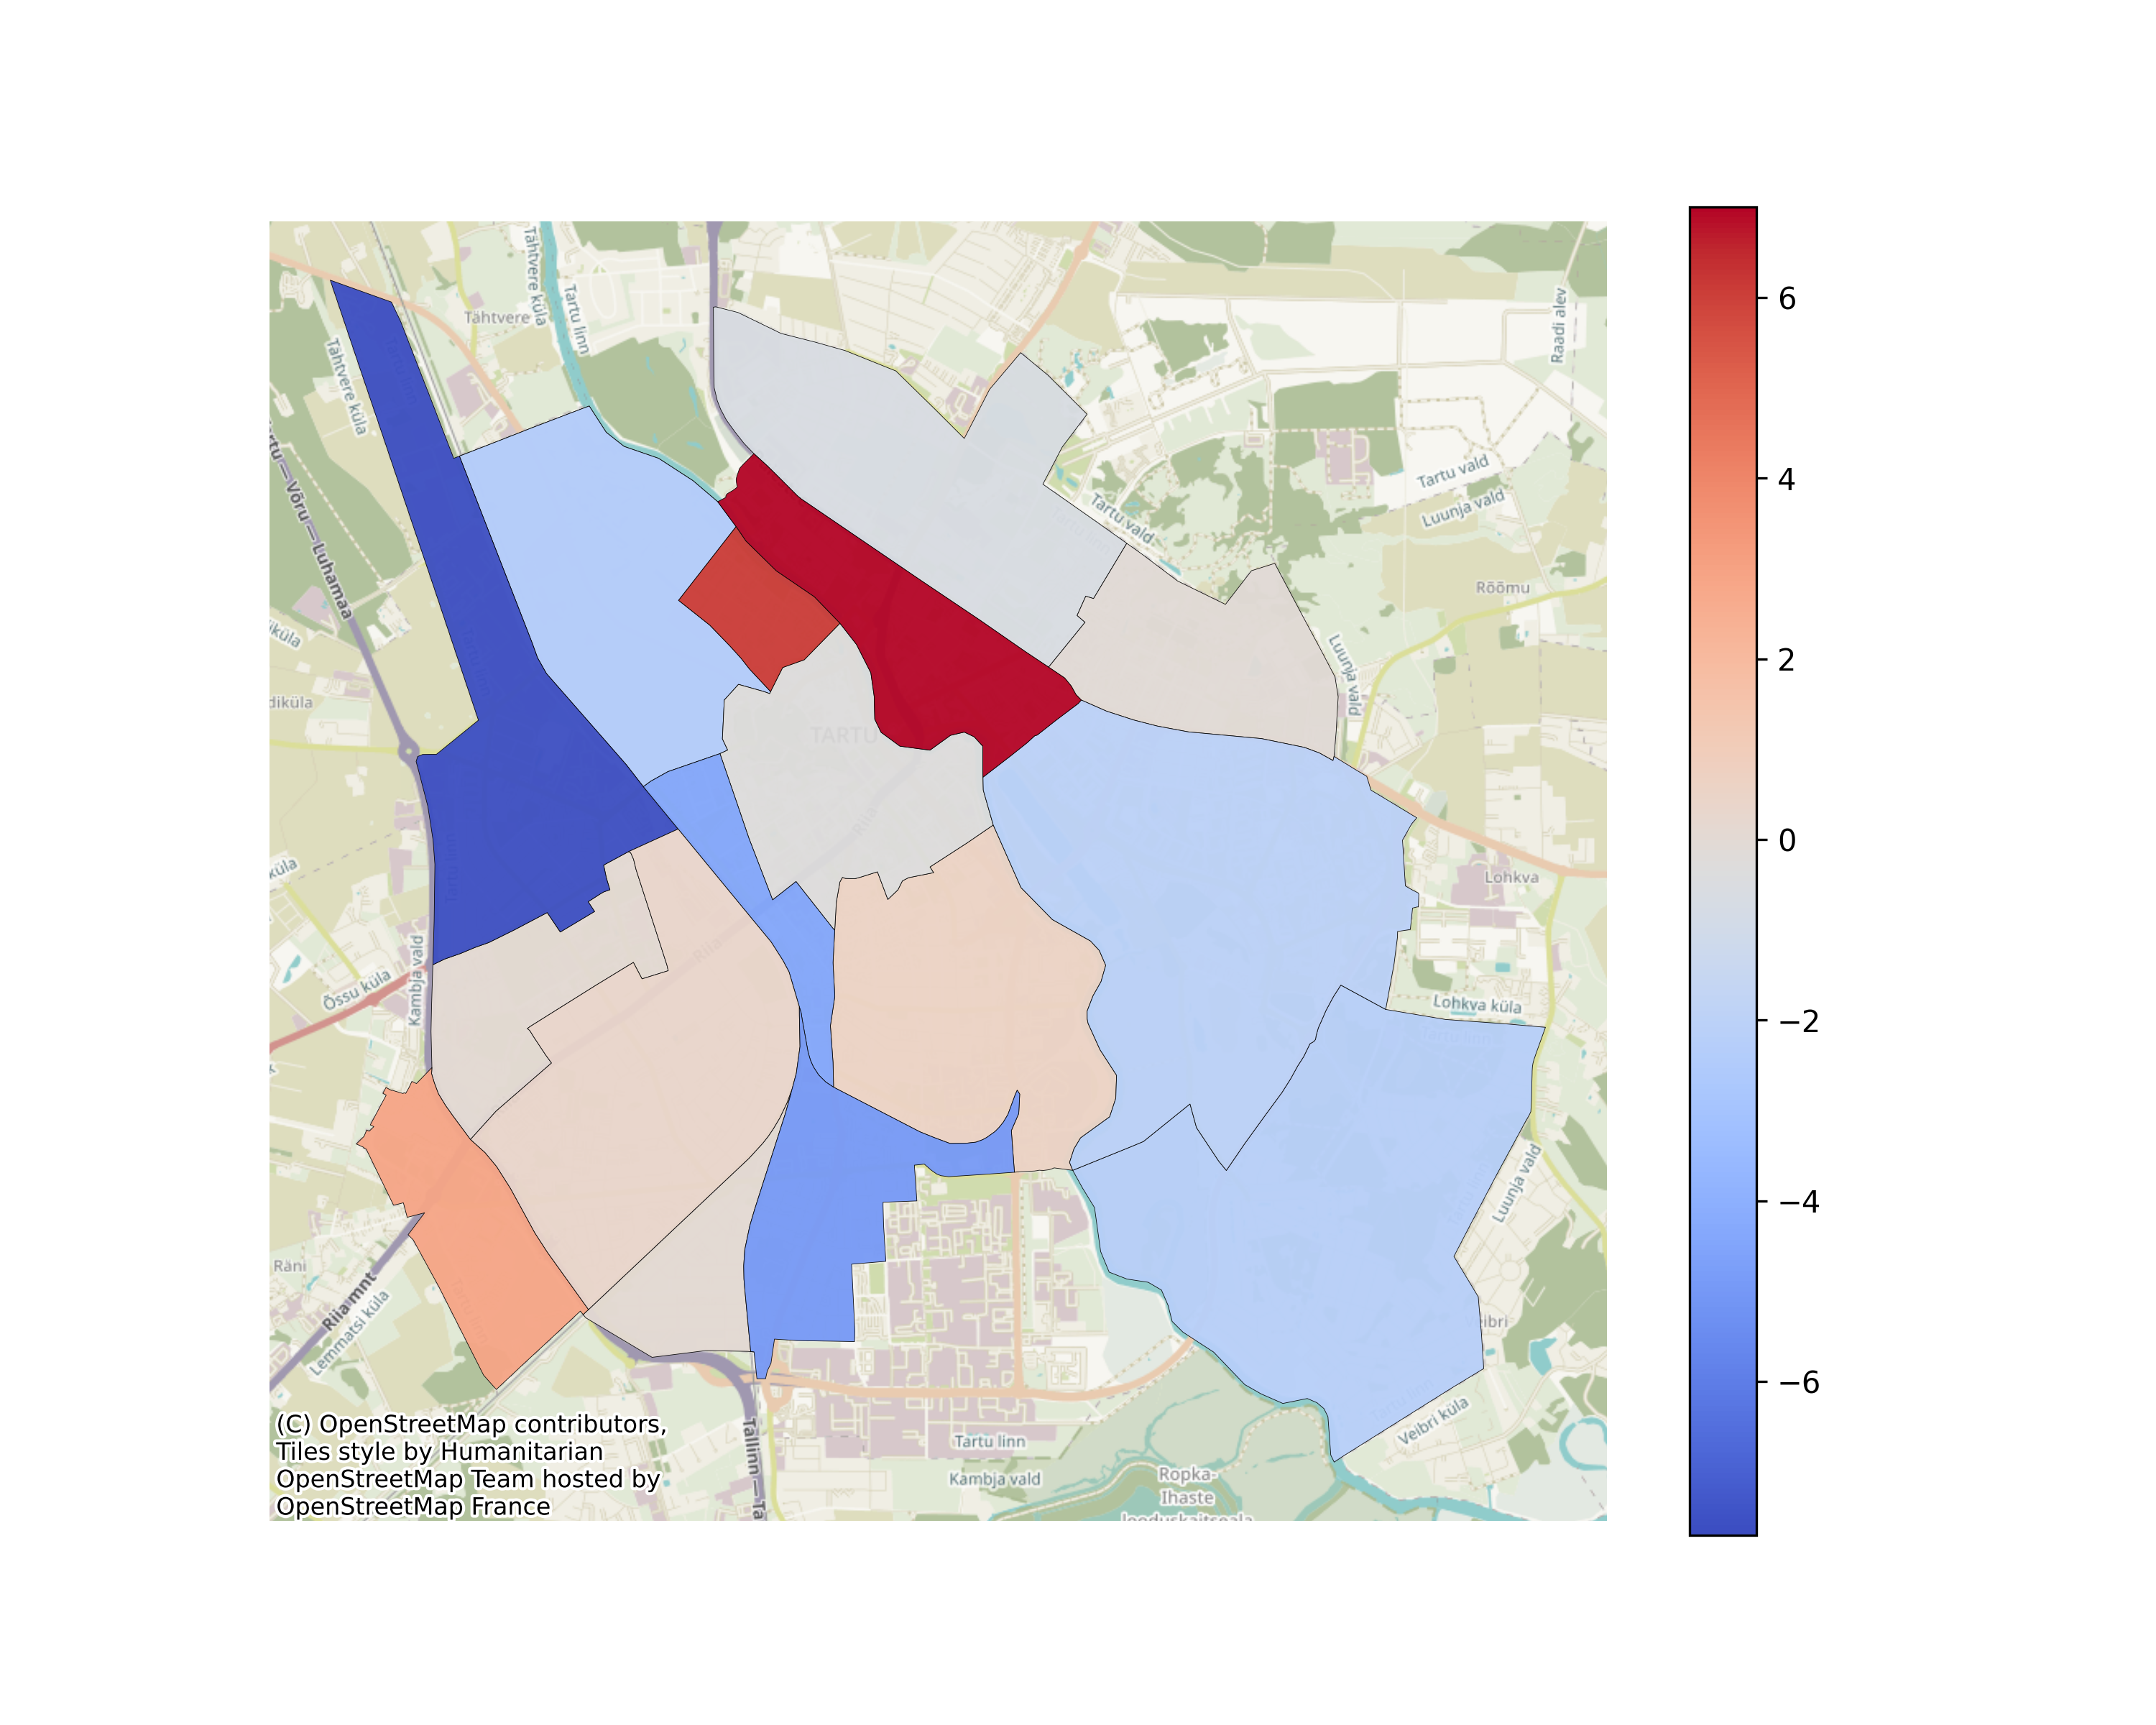 Tähtvere küla
Tartu linn
Tähtvere
Tähtvere küla
Raadi alev
Tartu vald
Luunja vald
Tartu vald
Võru — Luhamaa
Rõõmu
Luunja vald
TARTU
Riia
Lohkva
Kambja vald
Õssu küla
Riia
Lohkva küla
Luunja vald
Räni
Riia mnt
Lemmatsi küla
Veibri küla
Tartu linn
Kambja vald
Ropka-
Ihaste
looduskaitseala
Tallinn — Ta
(C) OpenStreetMap contributors,
Tiles style by Humanitarian
OpenStreetMap Team hosted by
OpenStreetMap France
6
4
2
0
−2
−4
−6